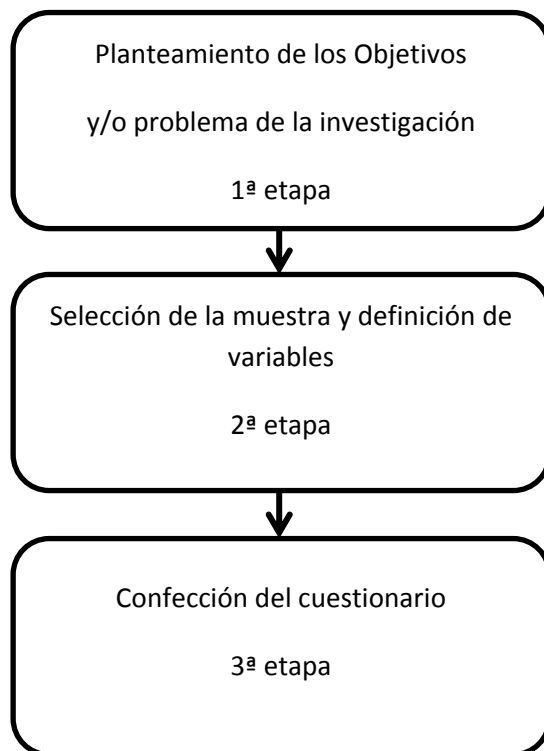 Planteamiento de los Objetivos
y/o problema de la investigación
1ª etapa
Selección de la muestra y definición de
variables
2ª etapa
Confección del cuestionario
3ª etapa